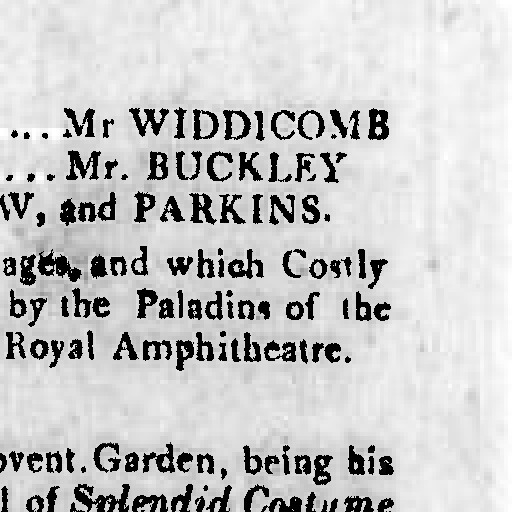 ... Mr WIDDICOMB
... Mr. BUCKLEY
W, and PARKINS.
ages, and which Costly
by the Paladins of the
Royal Amphitheatre.
ovent. Garden, being his
l of Splendid Costume